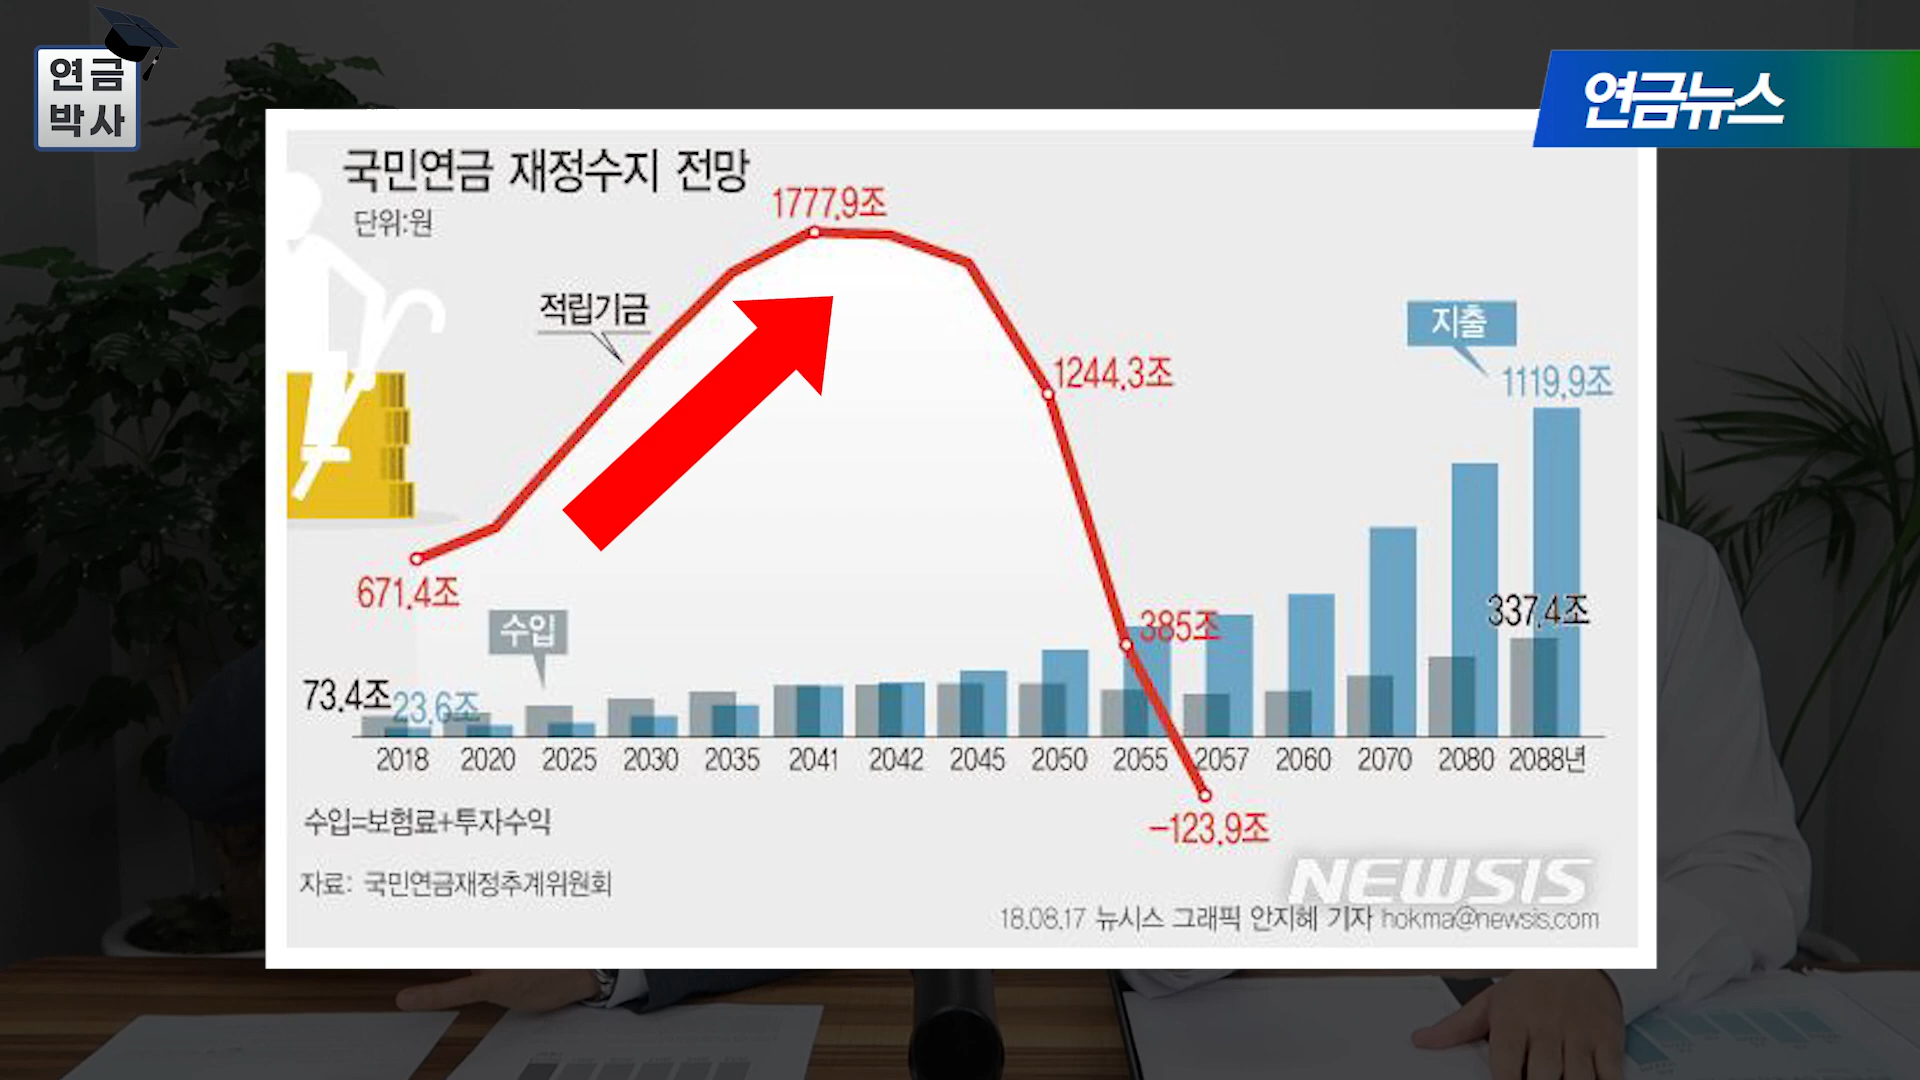 연금
박사
연금뉴스
국민연금 재정수지 전망
단위:원
1777.9조
적립기금
1244.3조
지출
1119.9조
671.4조
수입
385조
337.4조
73.4조
23.6조
2018 2020 2025 2030 2035 2041 2042 2045 2050 2055 2057 2060 2070 2080 2088년
수입=보험료+투자수익
-123.9조
자료: 국민연금재정추계위원회
NEWSIS
18.08.17 뉴시스 그래픽 안지혜 기자 hokma@newsis.com